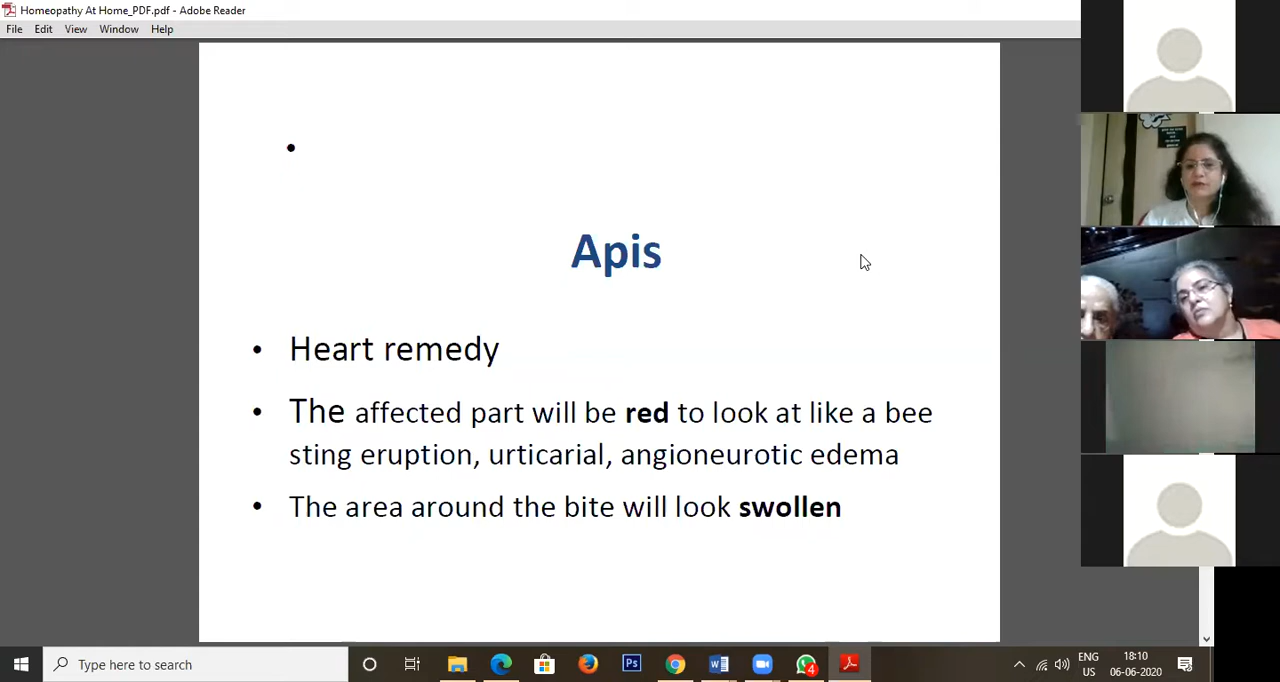 Homeopathy At Home_PDF.pdf - Adobe Reader
File Edit View Window Help
•
Apis
• Heart remedy
• The affected part will be red to look at like a bee
sting eruption, urticarial, angioneurotic edema
• The area around the bite will look swollen
Type here to search
Ps
W
4
ENG
US
18:10
06-06-2020